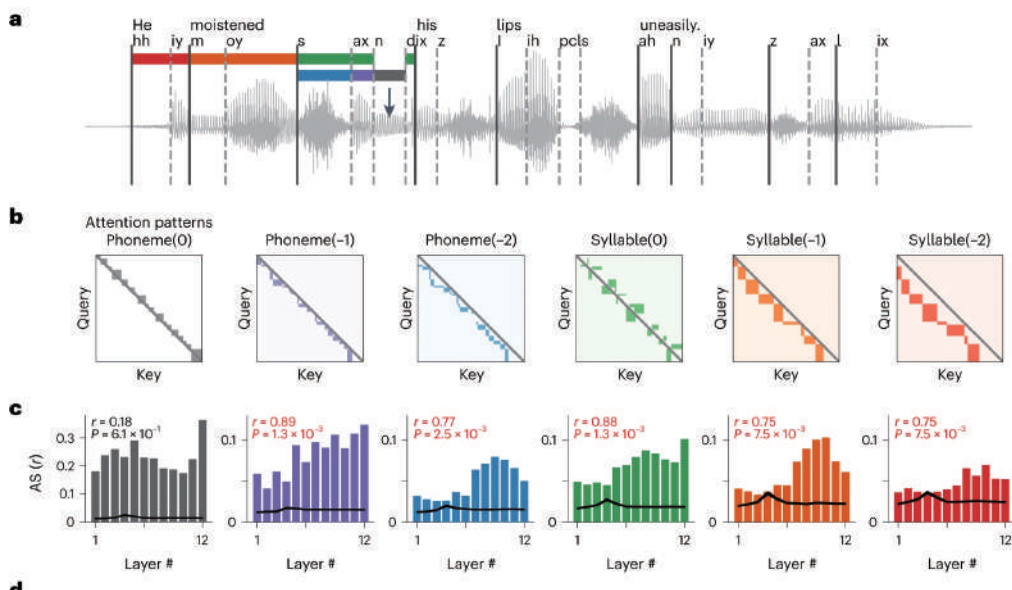 a
He moistened his lips uneasily.
hh iy m oy s ax n d ix z l ih pcl s ah n iy z ax l ix
b
Attention patterns
Phoneme(0) Phoneme(−1) Phoneme(−2) Syllable(0) Syllable(−1) Syllable(−2)
Query Query Query Query Query Query
Key Key Key Key Key Key
c
r = 0.18 r = 0.89 r = 0.77 r = 0.88 r = 0.75 r = 0.75
P = 6.1 × 10⁻¹ P = 1.3 × 10⁻³ P = 2.5 × 10⁻³ P = 1.3 × 10⁻³ P = 7.5 × 10⁻³ P = 7.5 × 10⁻³
AS (r)
0.3 0.1 0.1 0.1 0.1 0.1
0.2
0.1
0 0 0 0 0 0
1 12 1 12 1 12 1 12 1 12 1 12
Layer # Layer # Layer # Layer # Layer # Layer #
d